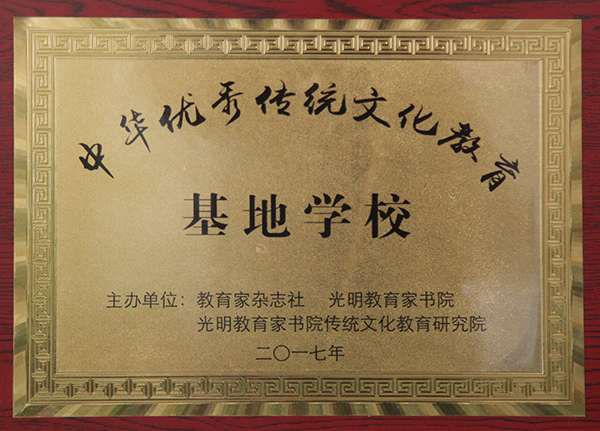 中华优秀传统文化教育
基地学校
主办单位：教育家杂志社 光明教育家书院
光明教育家书院传统文化教育研究院
二〇一七年